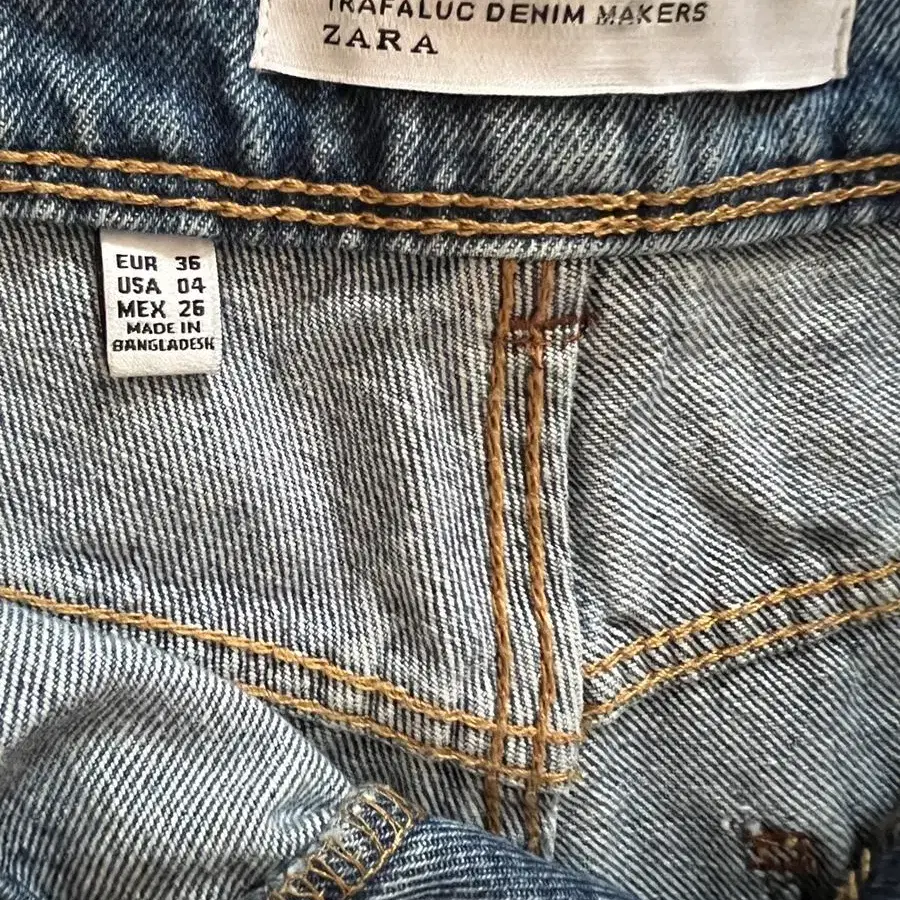 TRAFALUC DENIM MAKERS
ZARA
EUR 36
USA 04
MEX 26
MADE IN
BANGLADESH